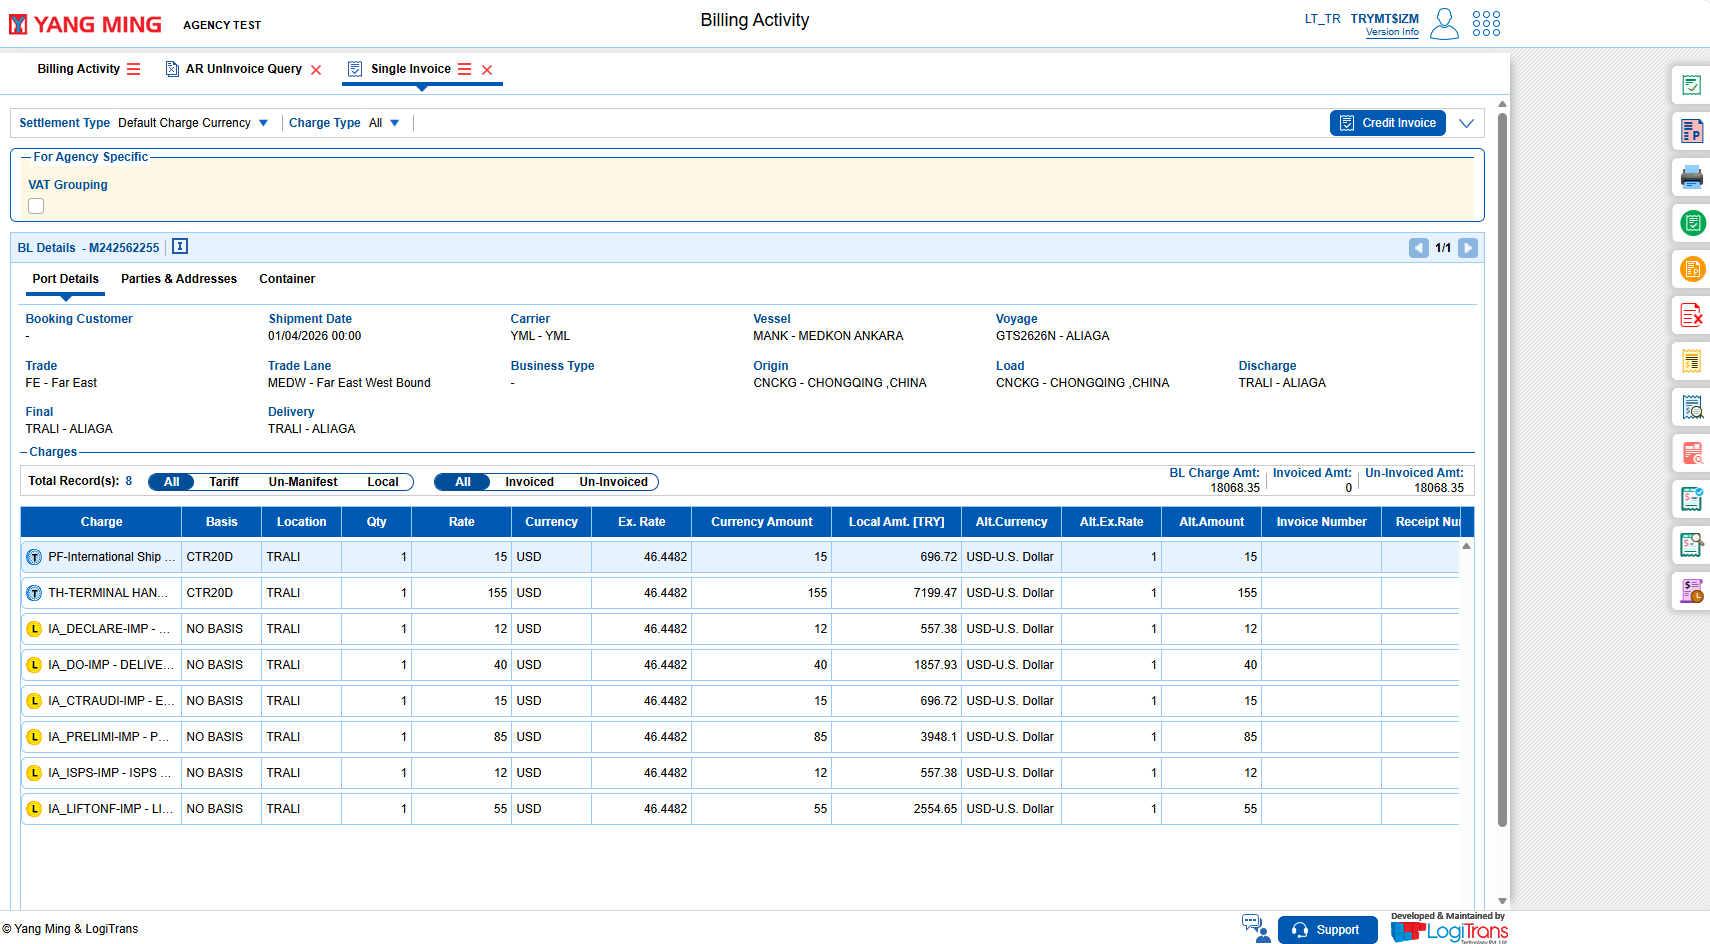 YANG MING AGENCY TEST Billing Activity LT_TR TRYMT$IZM
Version Info
Billing Activity AR UnInvoice Query Single Invoice
Settlement Type Default Charge Currency Charge Type All Credit Invoice
For Agency Specific
VAT Grouping
BL Details - M242562255 1/1
Port Details Parties & Addresses Container
Booking Customer Shipment Date Carrier Vessel Voyage
- 01/04/2026 00:00 YML - YML MANK - MEDKON ANKARA GTS2626N - ALIAGA
Trade Trade Lane Business Type Origin Load Discharge
FE - Far East MEDW - Far East West Bound - CNCKG - CHONGQING ,CHINA CNCKG - CHONGQING ,CHINA TRALI - ALIAGA
Final Delivery
TRALI - ALIAGA TRALI - ALIAGA
Charges
Total Record(s): 8 All Tariff Un-Manifest Local All Invoiced Un-Invoiced BL Charge Amt: Invoiced Amt: Un-Invoiced Amt:
18068.35 0 18068.35
Charge Basis Location Qty Rate Currency Ex. Rate Currency Amount Local Amt. [TRY] Alt.Currency Alt.Ex.Rate Alt.Amount Invoice Number Receipt Nu
T PF-International Ship ... CTR20D TRALI 1 15 USD 46.4482 15 696.72 USD-U.S. Dollar 1 15
T TH-TERMINAL HAN... CTR20D TRALI 1 155 USD 46.4482 155 7199.47 USD-U.S. Dollar 1 155
L IA_DECLARE-IMP - ... NO BASIS TRALI 1 12 USD 46.4482 12 557.38 USD-U.S. Dollar 1 12
L IA_DO-IMP - DELIVE... NO BASIS TRALI 1 40 USD 46.4482 40 1857.93 USD-U.S. Dollar 1 40
L IA_CTRAUDI-IMP - E... NO BASIS TRALI 1 15 USD 46.4482 15 696.72 USD-U.S. Dollar 1 15
L IA_PRELIMI-IMP - P... NO BASIS TRALI 1 85 USD 46.4482 85 3948.1 USD-U.S. Dollar 1 85
L IA_ISPS-IMP - ISPS ... NO BASIS TRALI 1 12 USD 46.4482 12 557.38 USD-U.S. Dollar 1 12
L IA_LIFTONF-IMP - LI... NO BASIS TRALI 1 55 USD 46.4482 55 2554.65 USD-U.S. Dollar 1 55
© Yang Ming & LogiTrans Support Developed & Maintained by
LogiTrans
Technology Pvt. Ltd.